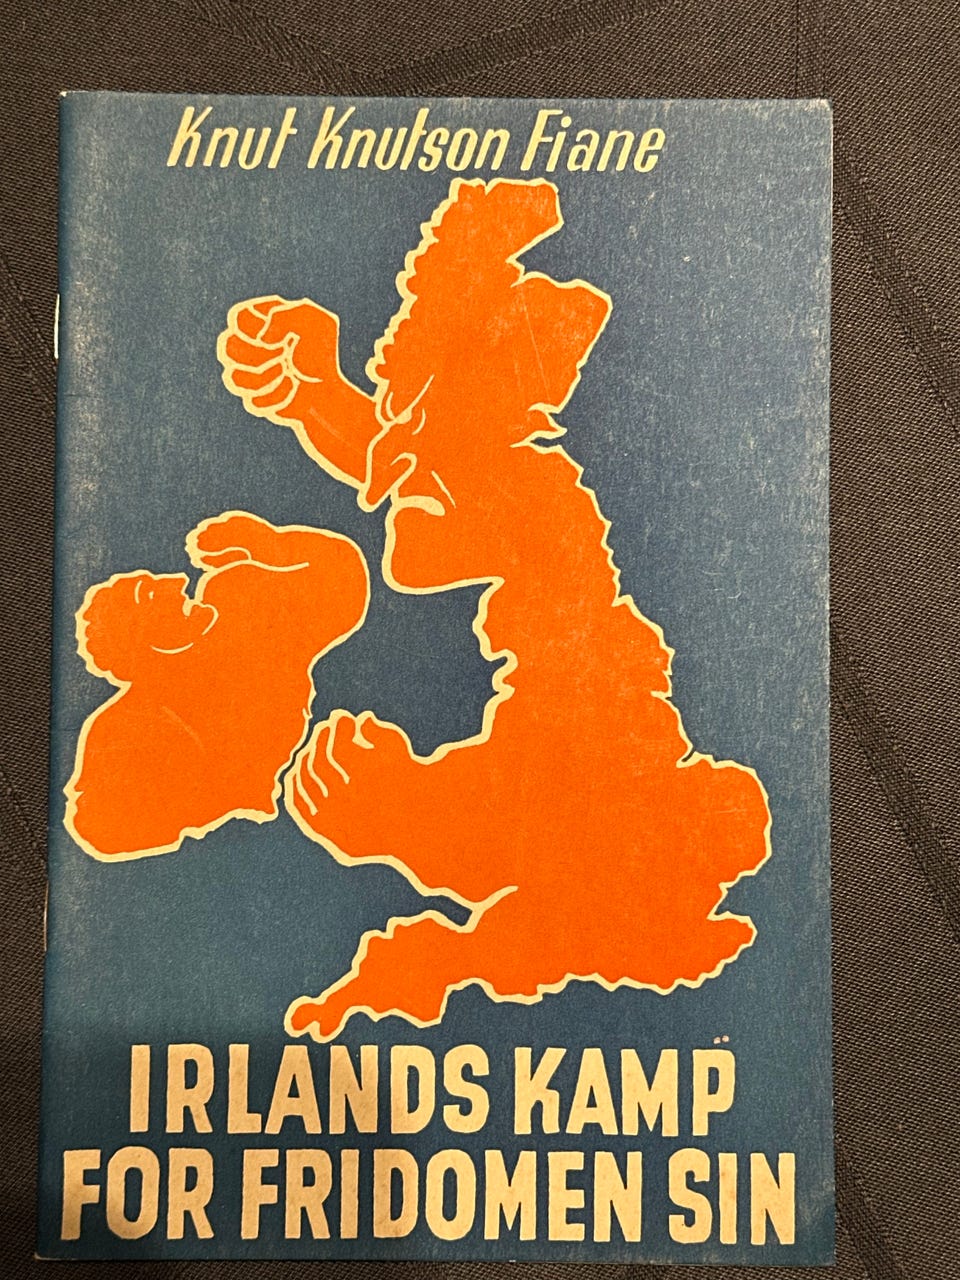 Knut Knutson Fiane
IRLANDS KAMP
FOR FRIDOMEN SIN